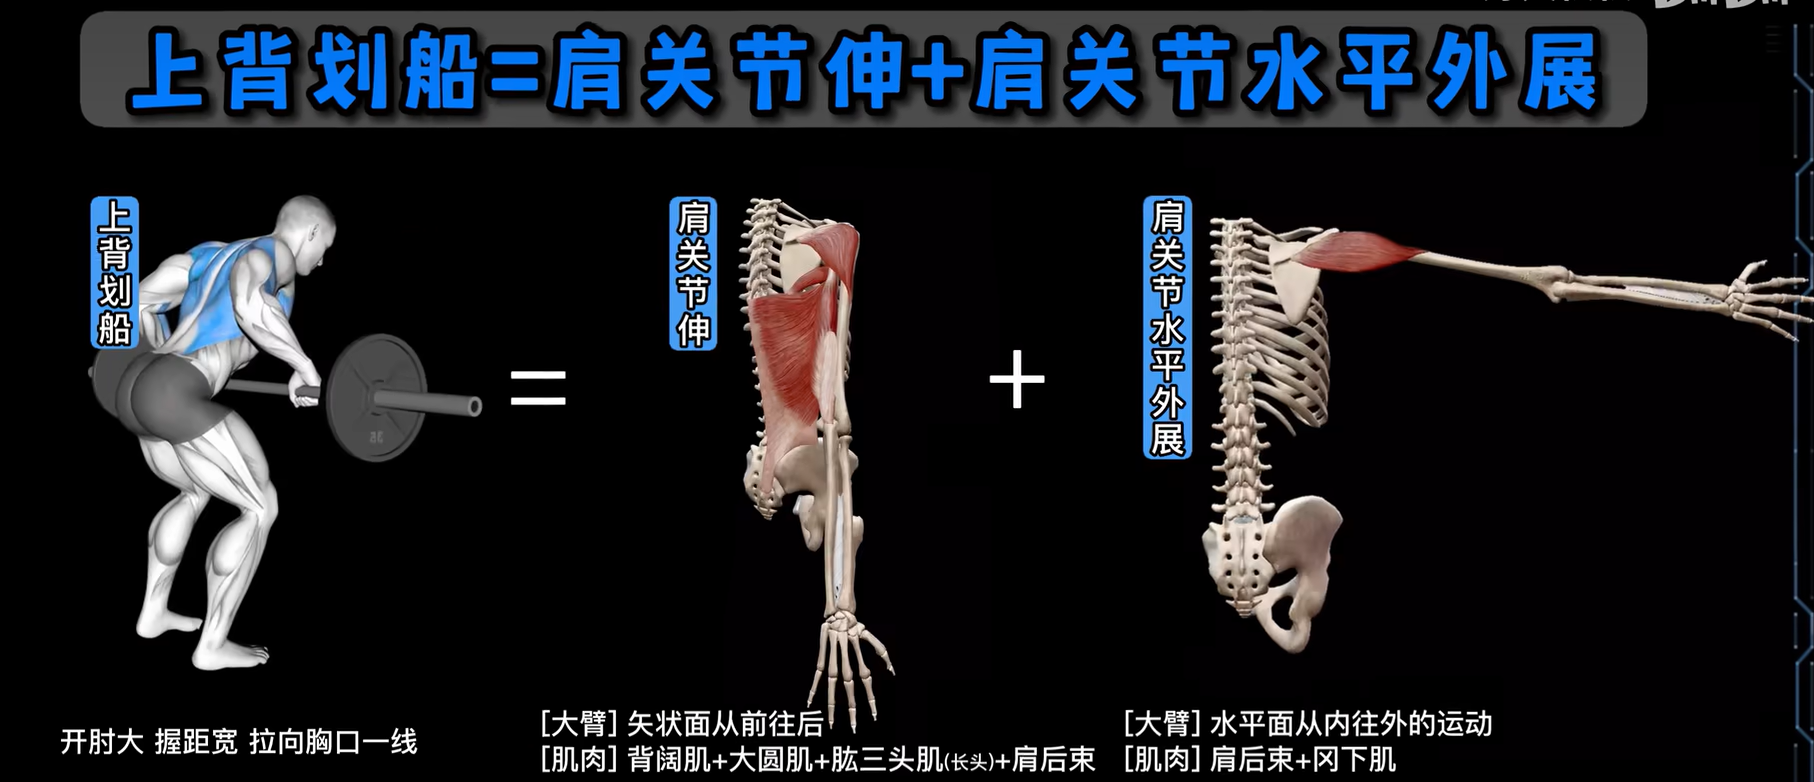 上背划船=肩关节伸+肩关节水平外展
上背划船
肩关节伸
肩关节水平外展
=
+
开肘大 握距宽 拉向胸口一线
[大臂] 矢状面从前往后
[肌肉] 背阔肌+大圆肌+肱三头肌(长头)+肩后束
[大臂] 水平面从内往外的运动
[肌肉] 肩后束+冈下肌